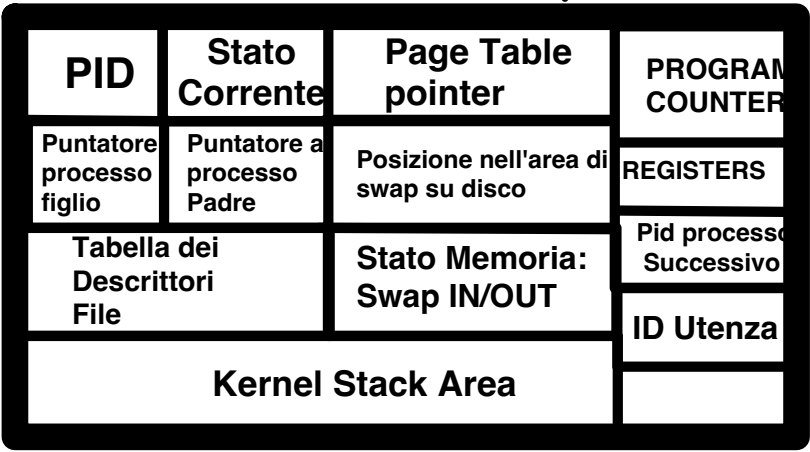 PID
Stato
Corrente
Page Table
pointer
PROGRAM
COUNTER
Puntatore
processo
figlio
Puntatore a
processo
Padre
Posizione nell'area di
swap su disco
REGISTERS
Pid processo
Successivo
Tabella dei
Descrittori
File
Stato Memoria:
Swap IN/OUT
ID Utenza
Kernel Stack Area